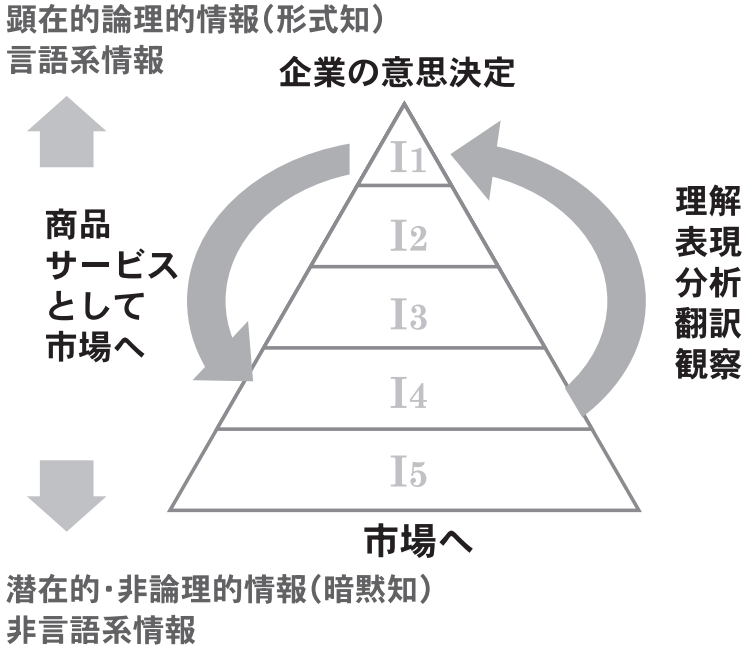 顕在的論理的情報（形式知）
言語系情報
企業の意思決定
I1
I2
I3
I4
I5
商品
サービス
として
市場へ
理解
表現
分析
翻訳
観察
市場へ
潜在的・非論理的情報（暗黙知）
非言語系情報